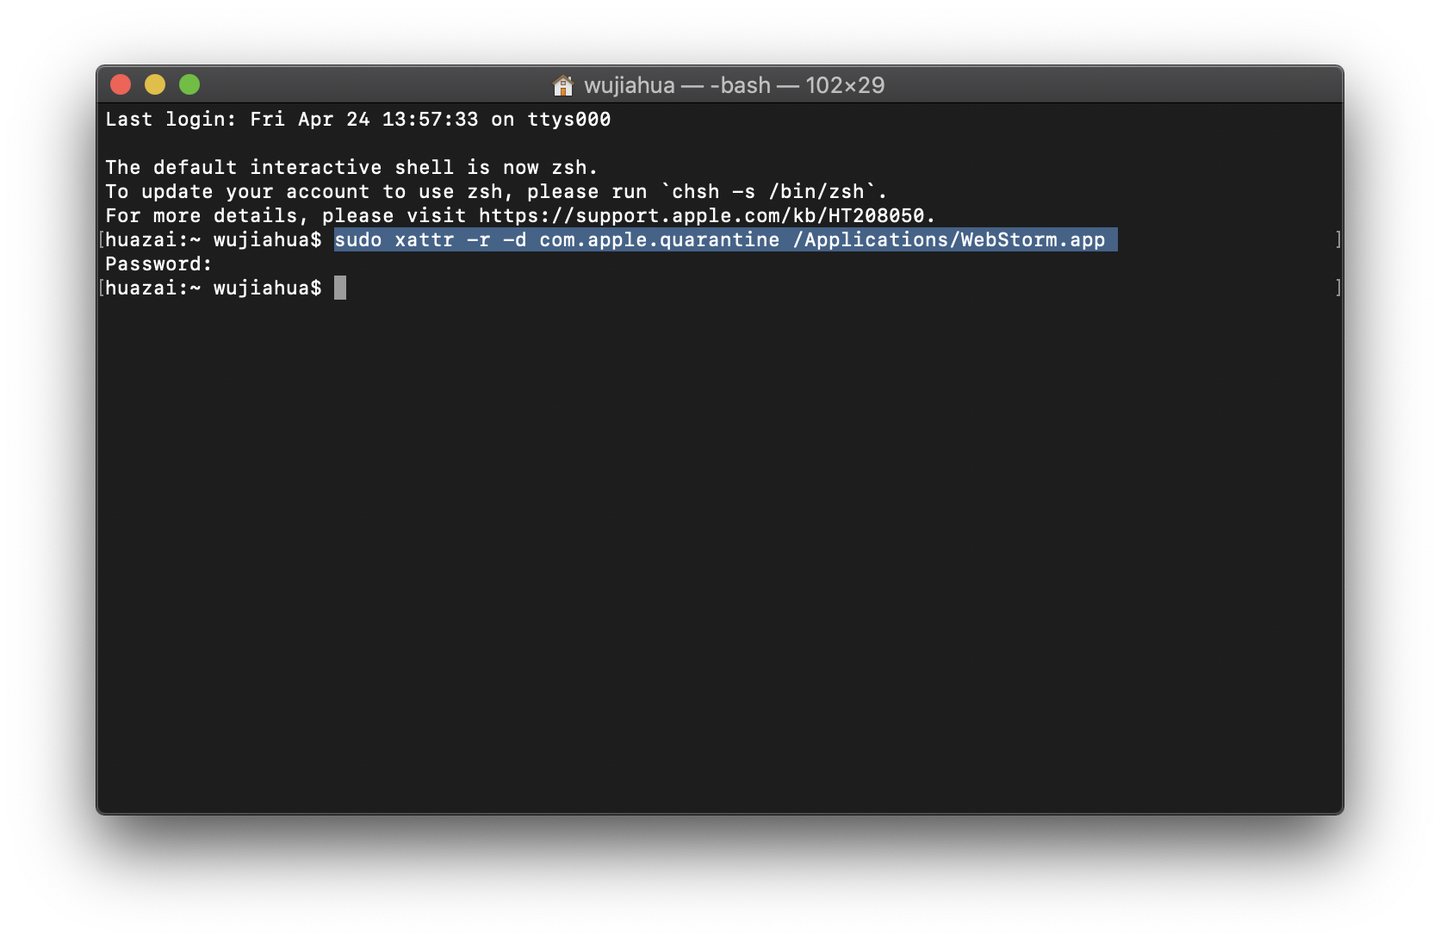 wujiahua — -bash — 102×29
Last login: Fri Apr 24 13:57:33 on ttys000
The default interactive shell is now zsh.
To update your account to use zsh, please run `chsh -s /bin/zsh`.
For more details, please visit https://support.apple.com/kb/HT208050.
[huazai:~ wujiahua$ sudo xattr -r -d com.apple.quarantine /Applications/WebStorm.app ]
Password:
[huazai:~ wujiahua$ ]